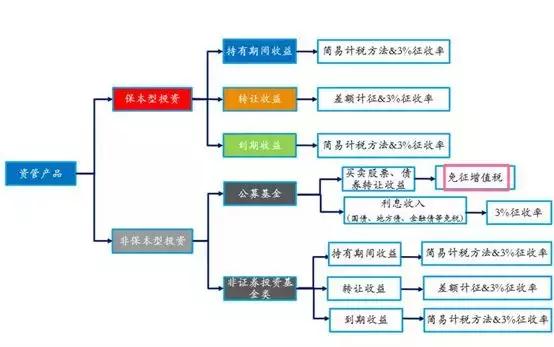 持有期间收益
简易计税方法&3%征收率
保本型投资
转让收益
差额计征&3%征收率
到期收益
简易计税方法&3%征收率
资管产品
公募基金
买卖股票、债
券转让收益
免征增值税
利息收入
(国债、地方债、金融债等免税)
3%征收率
非保本型投资
持有期间收益
简易计税方法&3%征收率
非证券投资基
金类
转让收益
差额计征&3%征收率
到期收益
简易计税方法&3%征收率